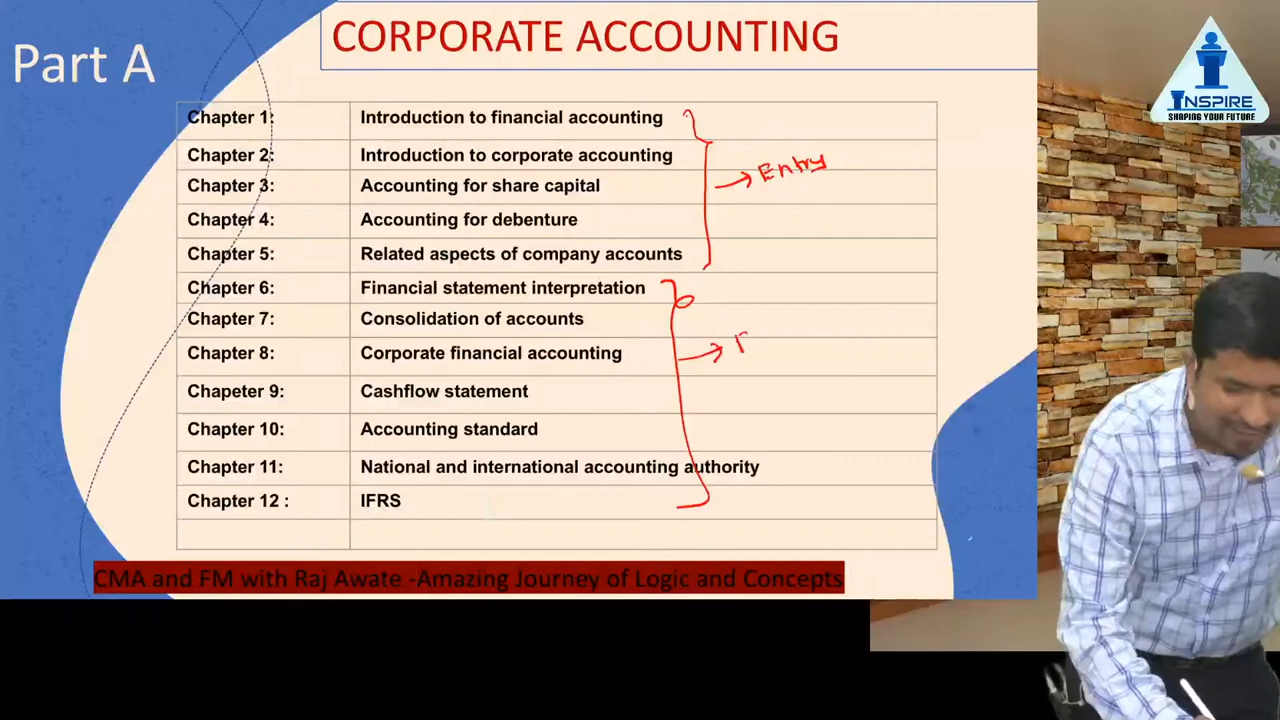 Part A
CORPORATE ACCOUNTING
INSPIRE
SHAPING YOUR FUTURE
Chapter 1: Introduction to financial accounting
Chapter 2: Introduction to corporate accounting
Entry
Chapter 3: Accounting for share capital
Chapter 4: Accounting for debenture
Chapter 5: Related aspects of company accounts
Chapter 6: Financial statement interpretation
Chapter 7: Consolidation of accounts
Chapter 8: Corporate financial accounting
Chapeter 9: Cashflow statement
Chapter 10: Accounting standard
Chapter 11: National and international accounting authority
Chapter 12 : IFRS
CMA and FM with Raj Awate -Amazing Journey of Logic and Concepts